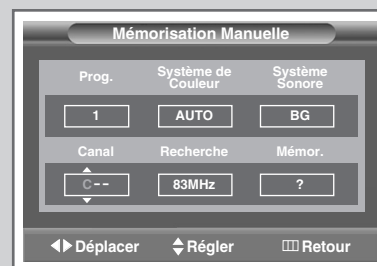 Mémorisation Manuelle
Prog. Système de Couleur Système Sonore
1 AUTO BG
Canal Recherche Mémor.
C-- 83MHz ?
Déplacer Régler Retour